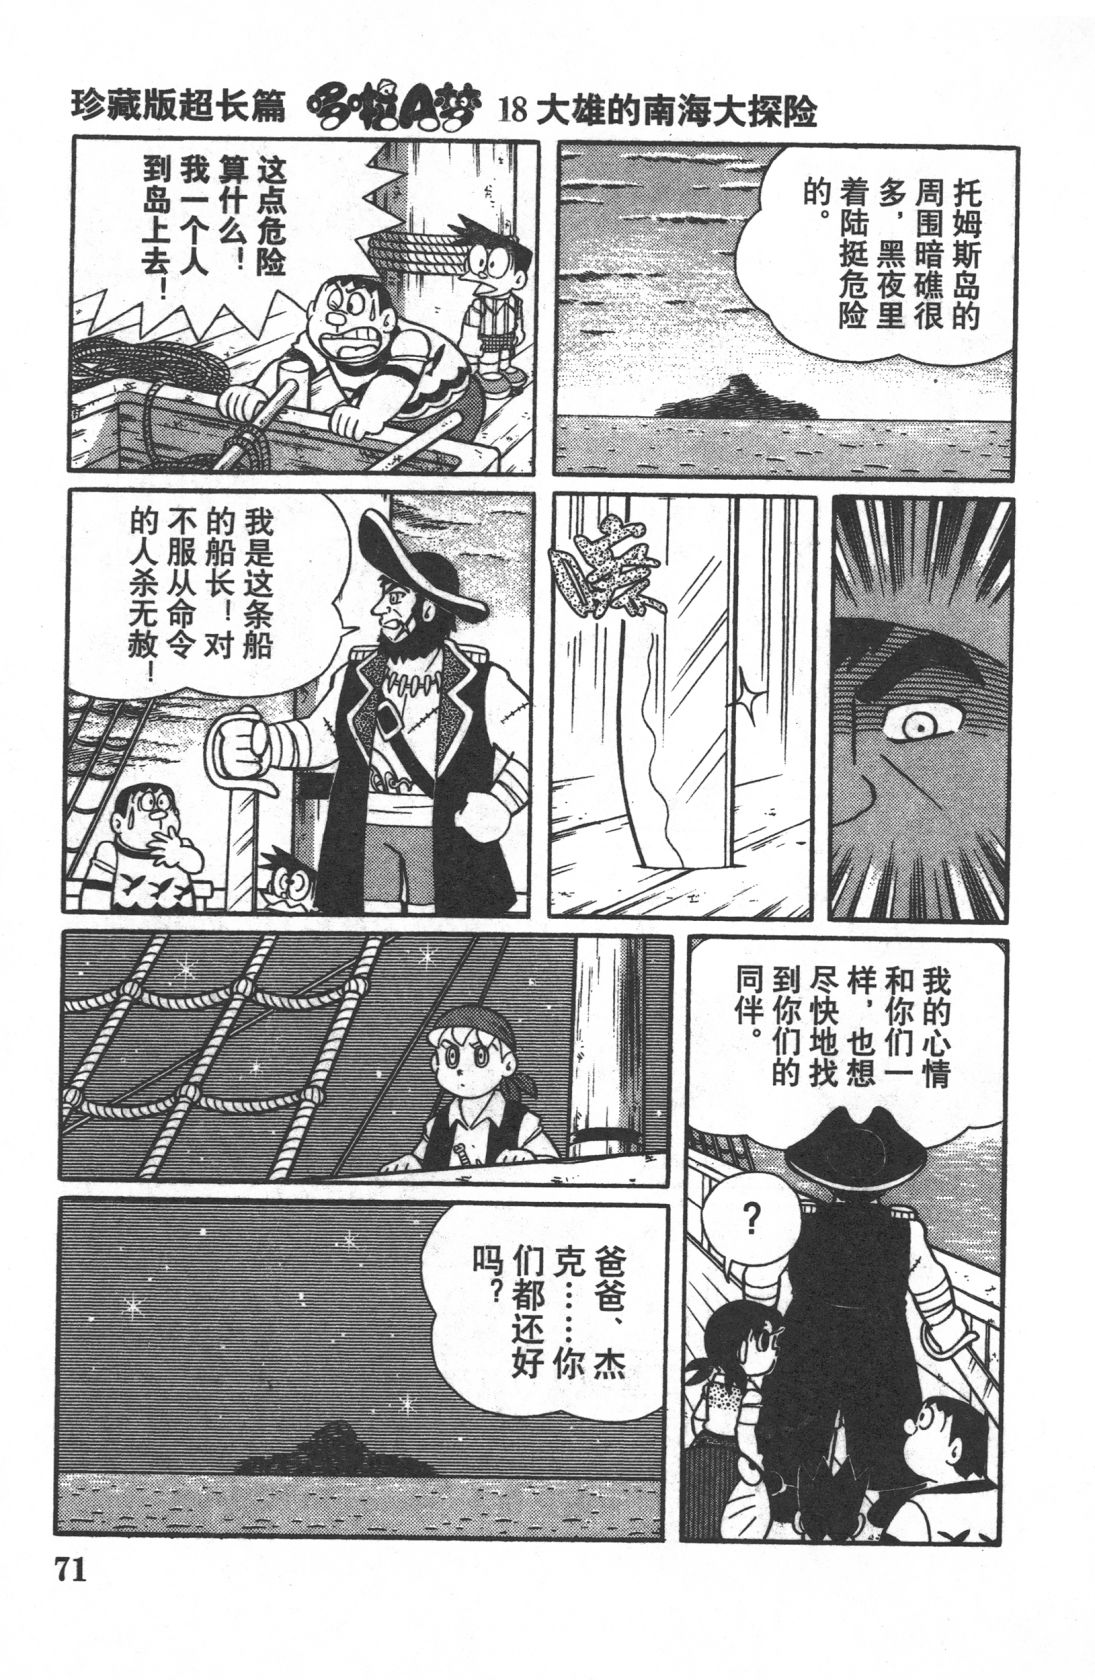 珍藏版超长篇 哆啦A梦 18 大雄的南海大探险
托姆斯岛的
周围暗礁很
多，黑夜里
着陆挺危险
的。
这点危险
算什么！
我一个人
到岛上去！
我是这条船
的船长！对
不服从命令
的人杀无赦！
我的心情
和你们一
样，也想
尽快地找
到你们的
同伴。
？
爸爸、杰
克……你
们都还好
吗？
71